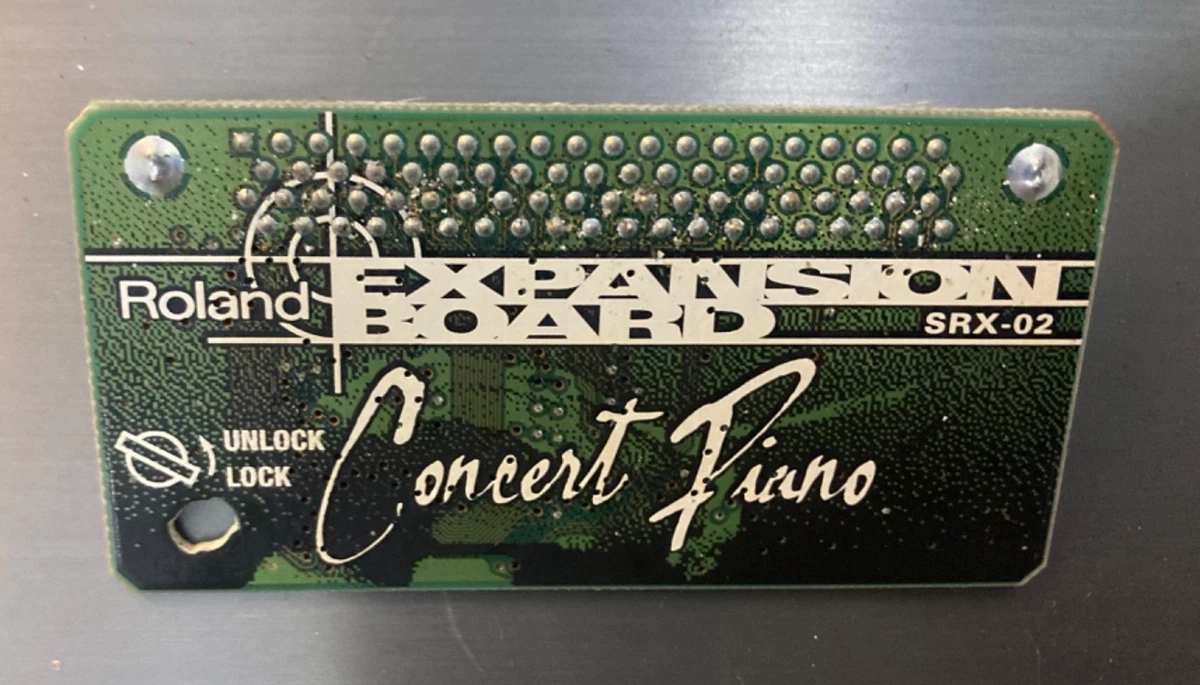 Roland
EXPANSION
BOARD
SRX-02
Concert Piano
UNLOCK
LOCK